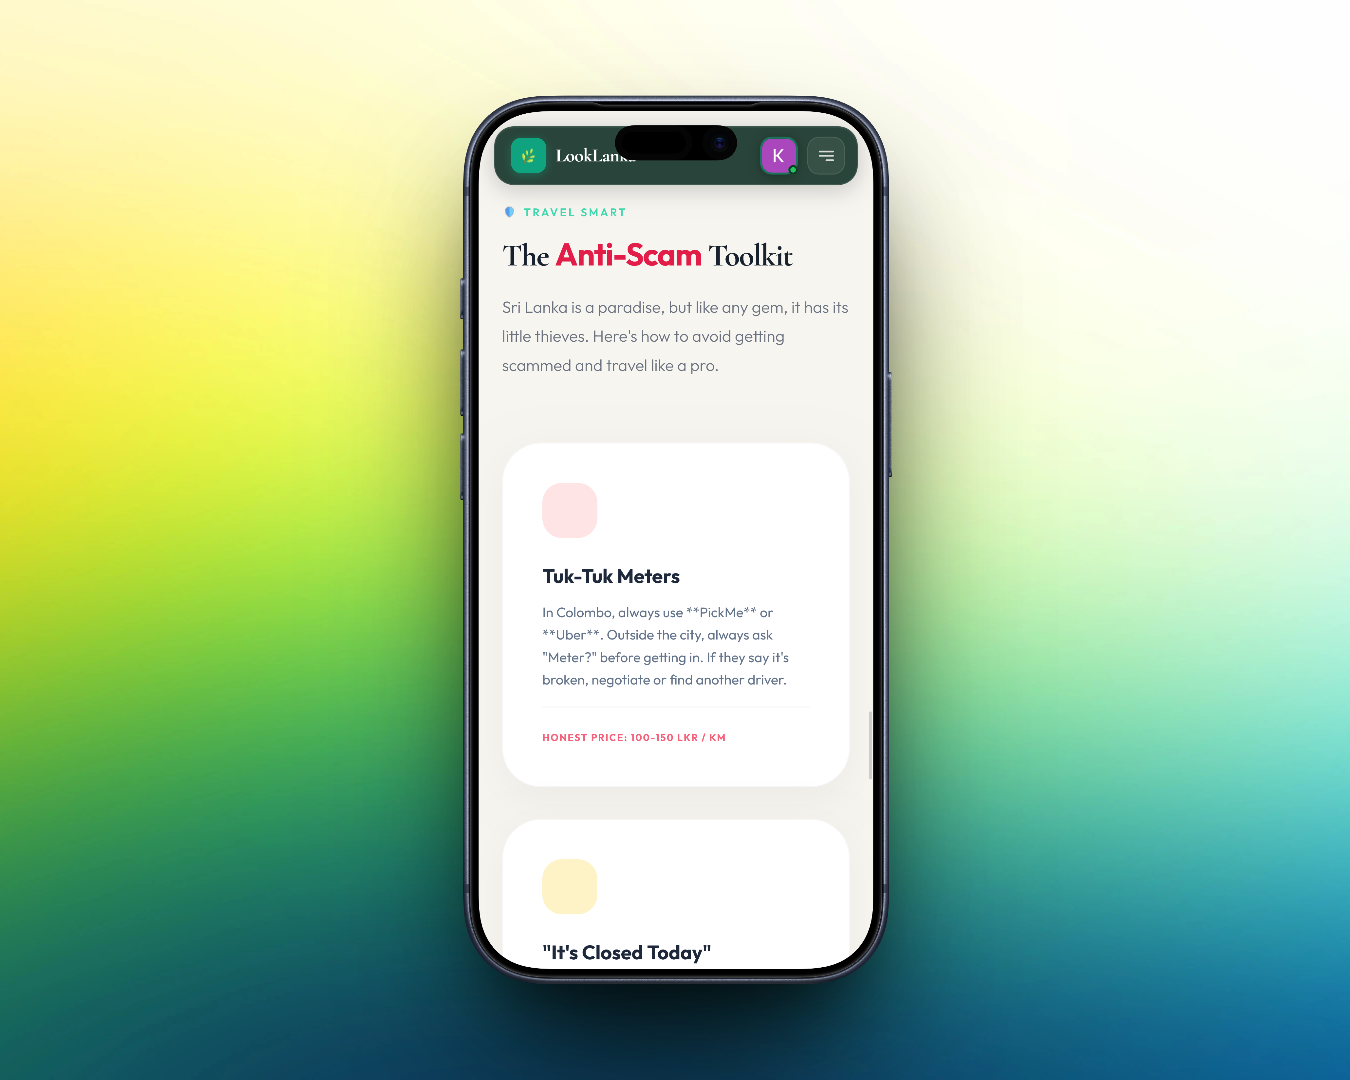 LookLanka
K
TRAVEL SMART
The Anti-Scam Toolkit
Sri Lanka is a paradise, but like any gem, it has its
little thieves. Here's how to avoid getting
scammed and travel like a pro.
Tuk-Tuk Meters
In Colombo, always use **PickMe** or
**Uber**. Outside the city, always ask
"Meter?" before getting in. If they say it's
broken, negotiate or find another driver.
HONEST PRICE: 100-150 LKR / KM
"It's Closed Today"